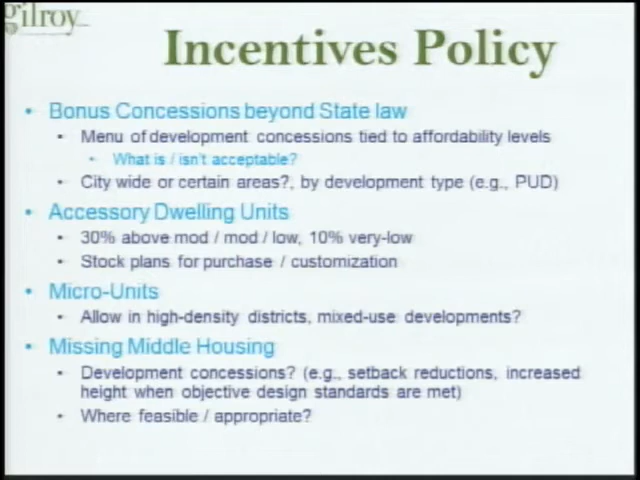 gilroy
Incentives Policy
• Bonus Concessions beyond State law
• Menu of development concessions tied to affordability levels
• What is / isn't acceptable?
• City wide or certain areas?, by development type (e.g., PUD)
• Accessory Dwelling Units
• 30% above mod / mod / low, 10% very-low
• Stock plans for purchase / customization
• Micro-Units
• Allow in high-density districts, mixed-use developments?
• Missing Middle Housing
• Development concessions? (e.g., setback reductions, increased
height when objective design standards are met)
• Where feasible / appropriate?